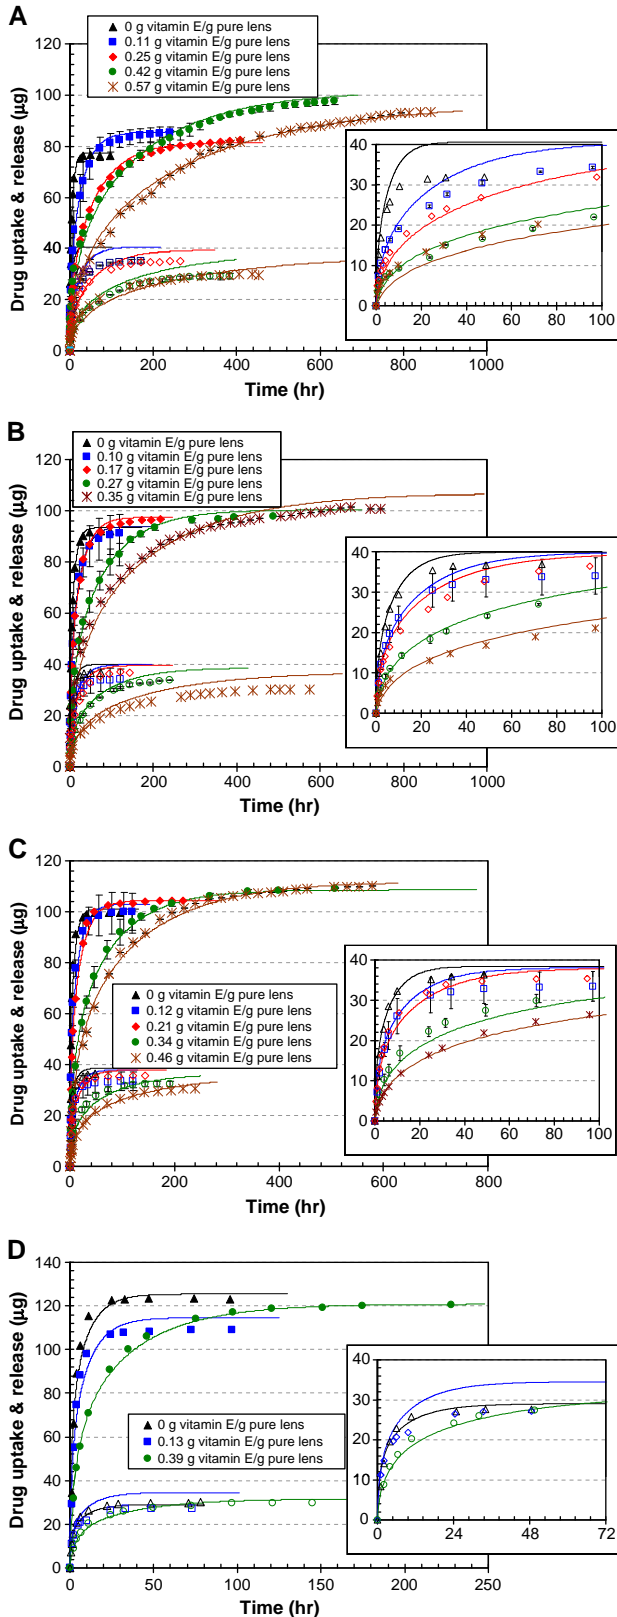 A
0 g vitamin E/g pure lens
0.11 g vitamin E/g pure lens
0.25 g vitamin E/g pure lens
0.42 g vitamin E/g pure lens
0.57 g vitamin E/g pure lens
Drug uptake & release (µg)
120
100
80
60
40
20
0
0 200 400 600 800 1000
Time (hr)
40
30
20
10
0
0 20 40 60 80 100
B
0 g vitamin E/g pure lens
0.10 g vitamin E/g pure lens
0.17 g vitamin E/g pure lens
0.27 g vitamin E/g pure lens
0.35 g vitamin E/g pure lens
Drug uptake & release (µg)
120
100
80
60
40
20
0
0 200 400 600 800 1000
Time (hr)
40
30
20
10
0
0 20 40 60 80 100
C
Drug uptake & release (µg)
120
100
80
60
40
20
0
0 g vitamin E/g pure lens
0.12 g vitamin E/g pure lens
0.21 g vitamin E/g pure lens
0.34 g vitamin E/g pure lens
0.46 g vitamin E/g pure lens
0 200 400 600 800
Time (hr)
40
30
20
10
0
0 20 40 60 80 100
D
Drug uptake & release (µg)
140
120
100
80
60
40
20
0
0 g vitamin E/g pure lens
0.13 g vitamin E/g pure lens
0.39 g vitamin E/g pure lens
0 50 100 150 200 250
Time (hr)
40
30
20
10
0
0 24 48 72